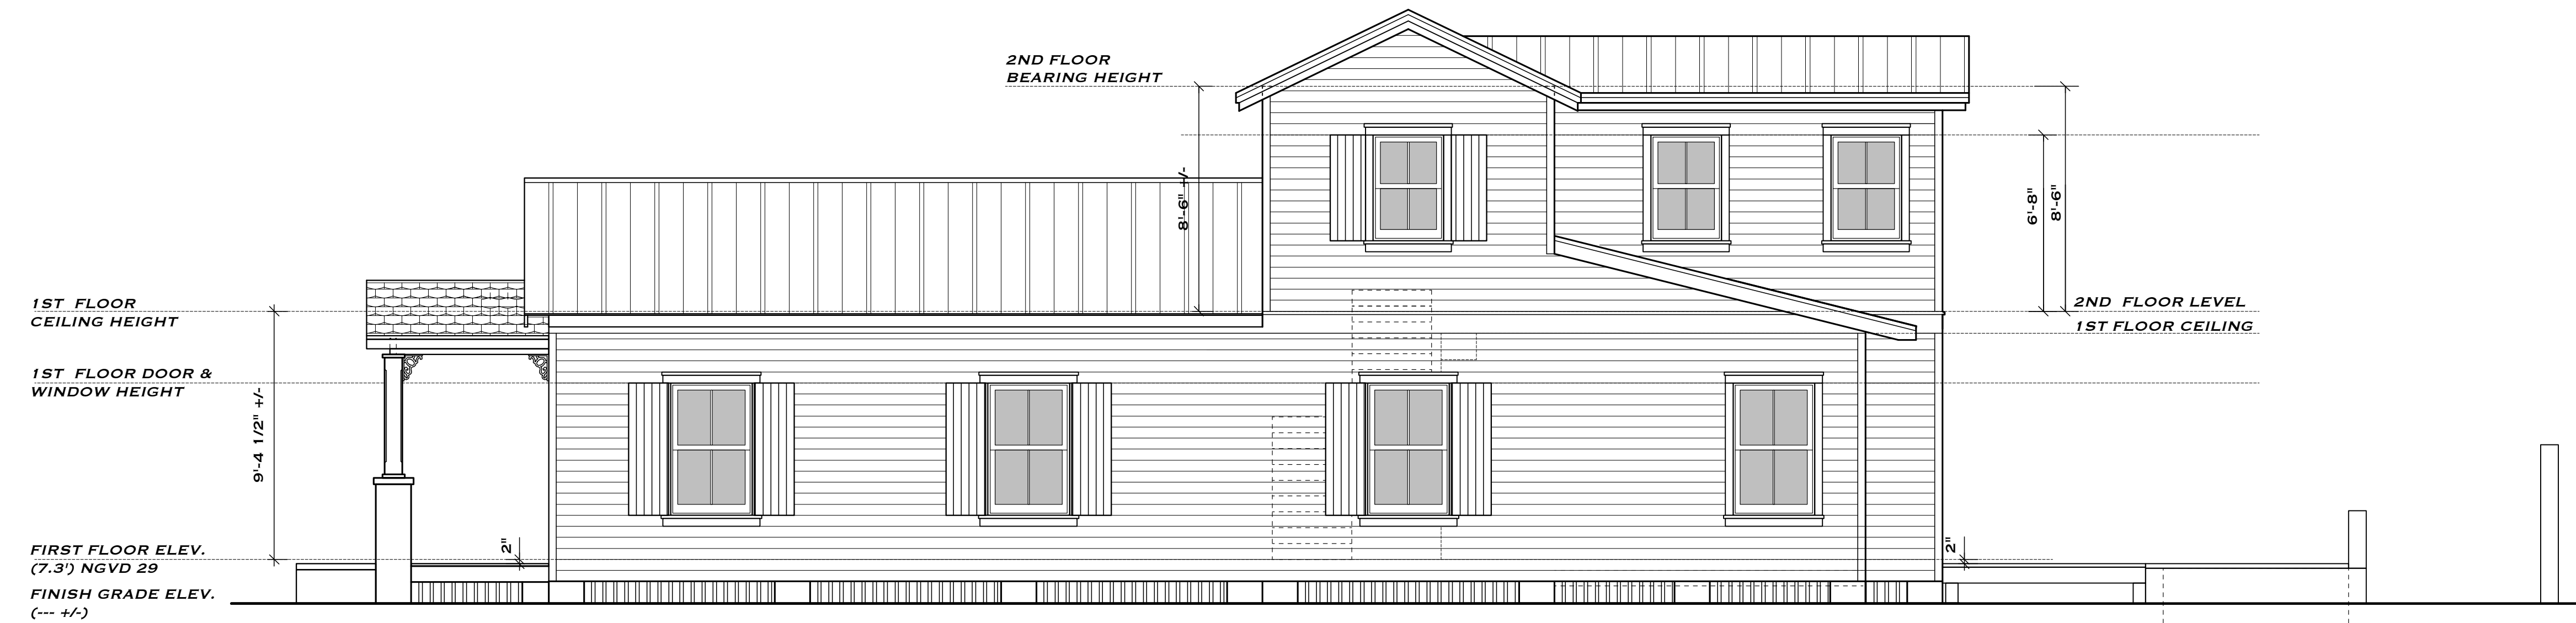 2ND FLOOR
BEARING HEIGHT
8'-6" +/-
6'-8"
8'-6"
1ST FLOOR
CEILING HEIGHT
2ND FLOOR LEVEL
1ST FLOOR CEILING
1ST FLOOR DOOR &
WINDOW HEIGHT
9'-4 1/2" +/-
2"
2"
FIRST FLOOR ELEV.
(7.3') NGVD 29
FINISH GRADE ELEV.
(--- +/-)